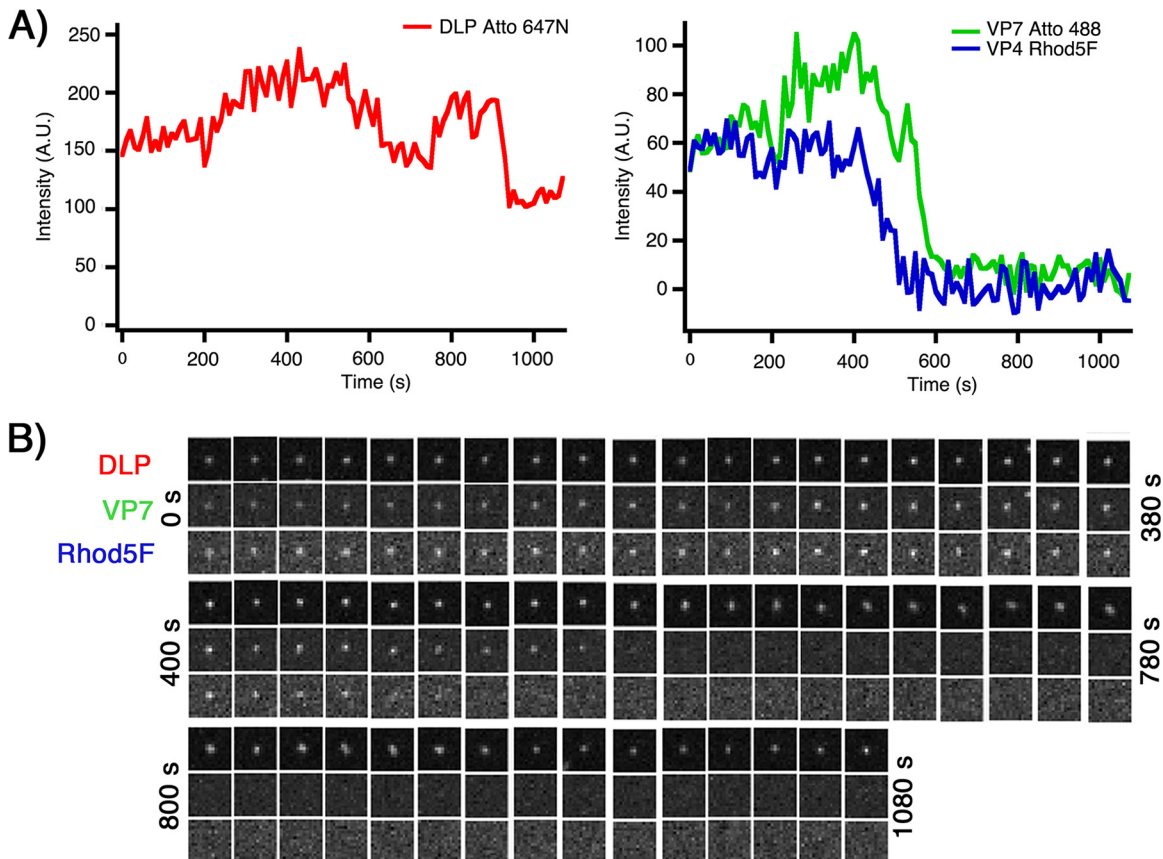 A)
DLP Atto 647N
250
200
150
100
50
0
Intensity (A.U.)
0 200 400 600 800 1000
Time (s)
VP7 Atto 488
VP4 Rhod5F
100
80
60
40
20
0
Intensity (A.U.)
0 200 400 600 800 1000
Time (s)
B)
DLP
VP7
Rhod5F
0 s
380 s
400 s
780 s
800 s
1080 s